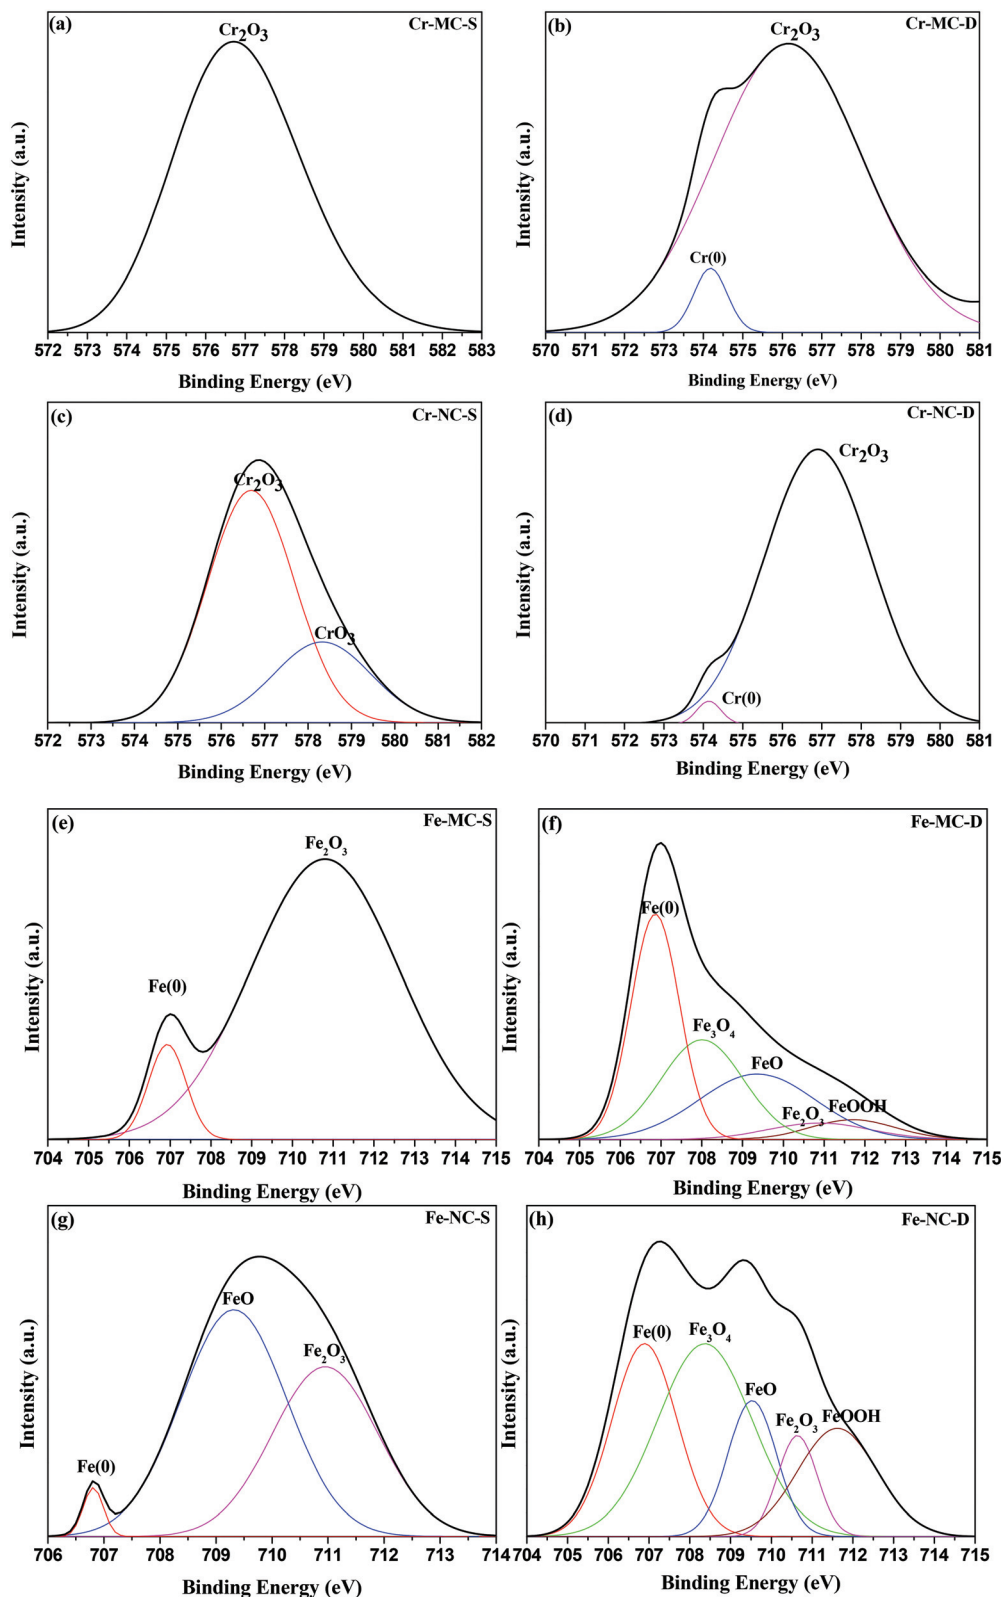 (a) Cr-MC-S
Cr₂O₃
Intensity (a.u.)
572 573 574 575 576 577 578 579 580 581 582 583
Binding Energy (eV)
(b) Cr-MC-D
Cr₂O₃
Cr(0)
Intensity (a.u.)
570 571 572 573 574 575 576 577 578 579 580 581
Binding Energy (eV)
(c) Cr-NC-S
Cr₂O₃
CrO₃
Intensity (a.u.)
572 573 574 575 576 577 578 579 580 581 582
Binding Energy (eV)
(d) Cr-NC-D
Cr₂O₃
Cr(0)
Intensity (a.u.)
570 571 572 573 574 575 576 577 578 579 580 581
Binding Energy (eV)
(e) Fe-MC-S
Fe₂O₃
Fe(0)
Intensity (a.u.)
704 705 706 707 708 709 710 711 712 713 714 715
Binding Energy (eV)
(f) Fe-MC-D
Fe(0)
Fe₃O₄
FeO
Fe₂O₃
FeOOH
Intensity (a.u.)
704 705 706 707 708 709 710 711 712 713 714 715
Binding Energy (eV)
(g) Fe-NC-S
FeO
Fe₂O₃
Fe(0)
Intensity (a.u.)
706 707 708 709 710 711 712 713 714
Binding Energy (eV)
(h) Fe-NC-D
Fe(0)
Fe₃O₄
FeO
Fe₂O₃
FeOOH
Intensity (a.u.)
704 705 706 707 708 709 710 711 712 713 714 715
Binding Energy (eV)